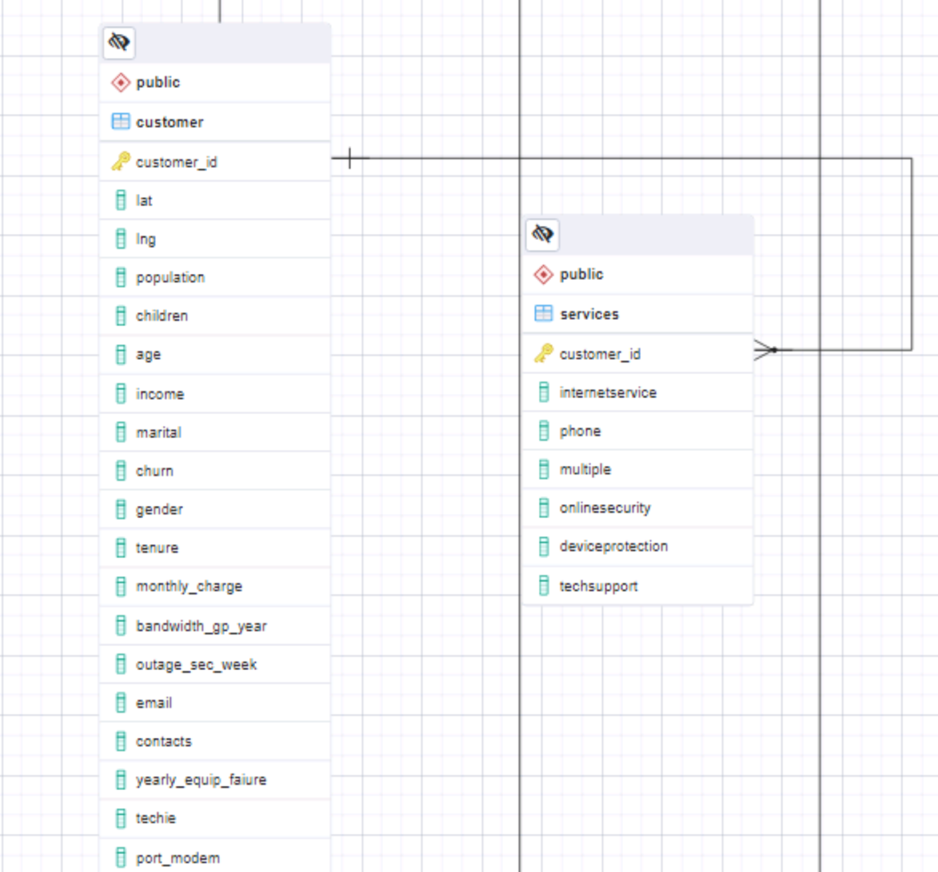 public
customer
customer_id
lat
lng
population
children
age
income
marital
churn
gender
tenure
monthly_charge
bandwidth_gp_year
outage_sec_week
email
contacts
yearly_equip_faiure
techie
port_modem
public
services
customer_id
internetservice
phone
multiple
onlinesecurity
deviceprotection
techsupport